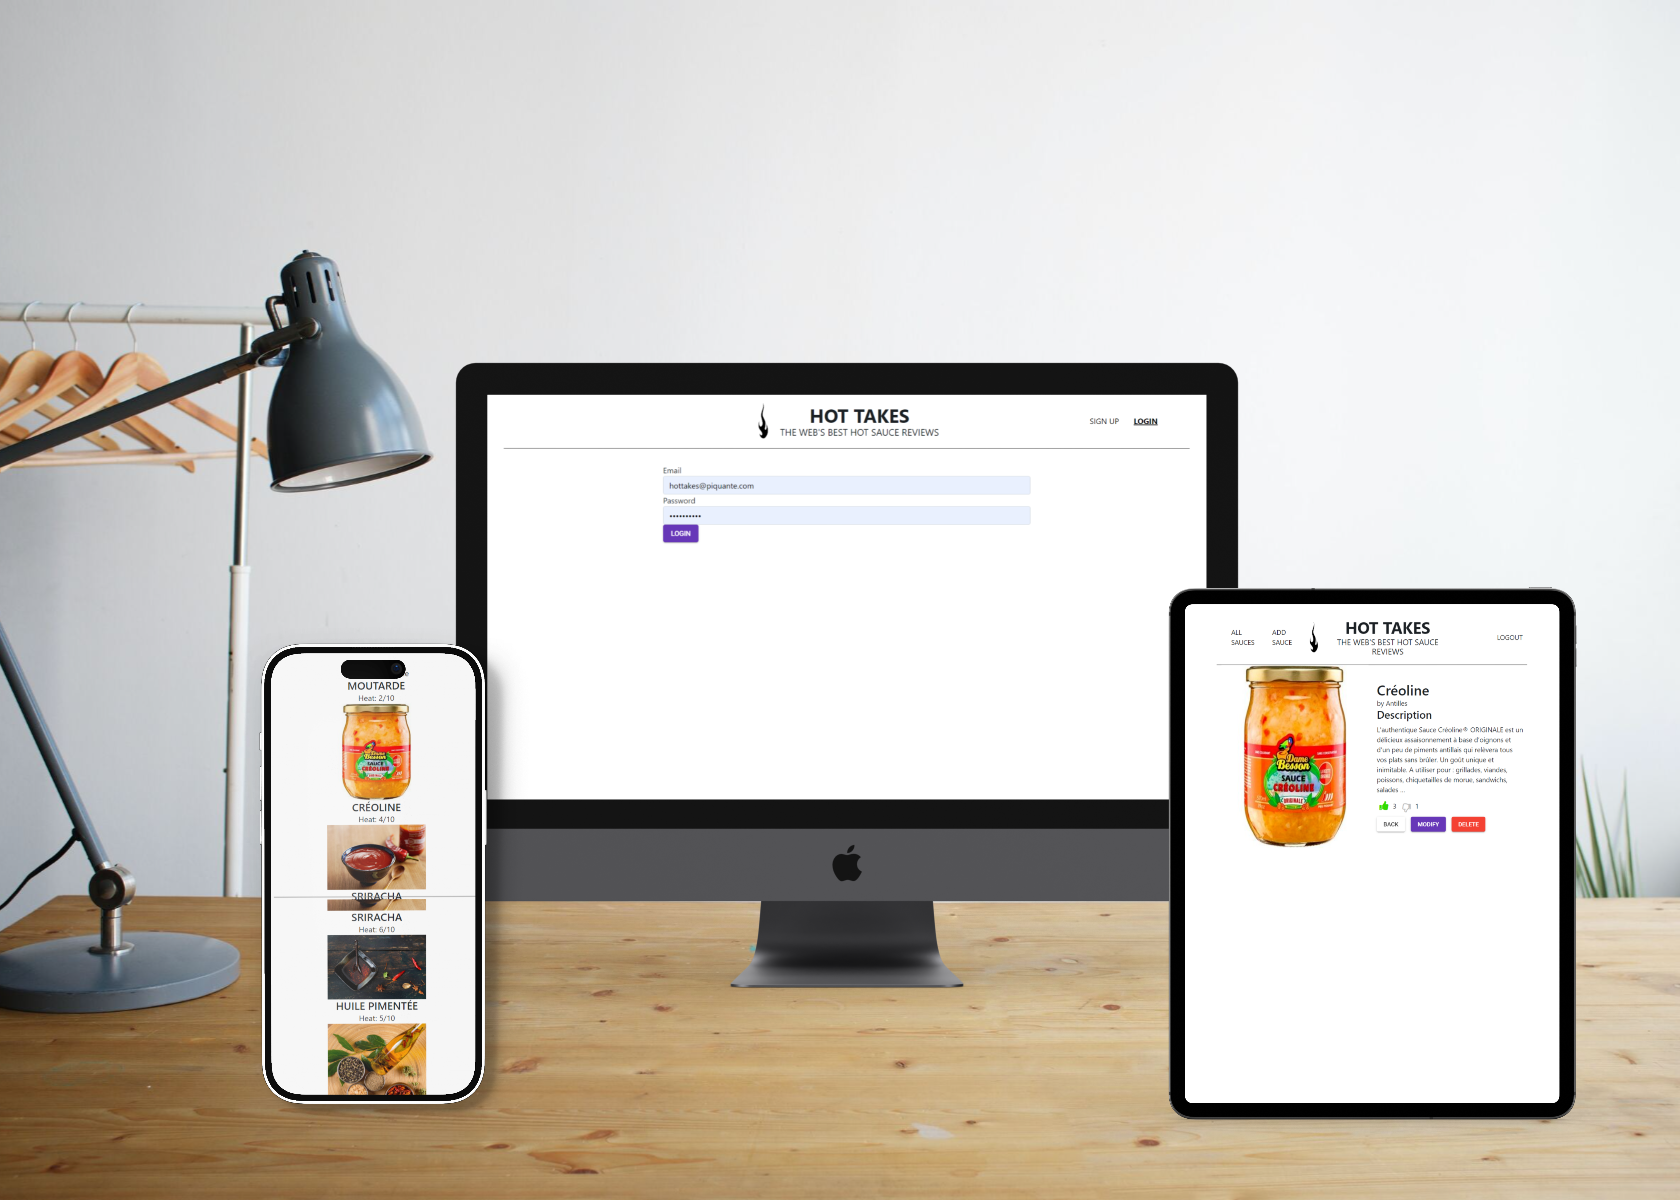 HOT TAKES
THE WEB'S BEST HOT SAUCE REVIEWS
SIGN UP
LOGIN
Email
hottakes@piquante.com
Password
••••••••••
LOGIN
MOUTARDE
Heat: 2/10
Dame
Besson
SAUCE
CRÉOLINE
CRÉOLINE
Heat: 4/10
SRIRACHA
SRIRACHA
Heat: 6/10
HUILE PIMENTÉE
Heat: 5/10
ALL
SAUCES
ADD
SAUCE
HOT TAKES
THE WEB'S BEST HOT SAUCE
REVIEWS
LOGOUT
Dame
Besson
SAUCE
CRÉOLINE
ORIGINALE
Créoline
by Antilles
Description
L'authentique Sauce Créoline® ORIGINALE est un
délicieux assaisonnement à base d'oignons et
d'un peu de piments antillais qui relèvera tous
vos plats sans brûler. Un goût unique et
inimitable. A utiliser pour : grillades, viandes,
poissons, chiquetailles de morue, sandwichs,
salades ...
3
1
BACK
MODIFY
DELETE